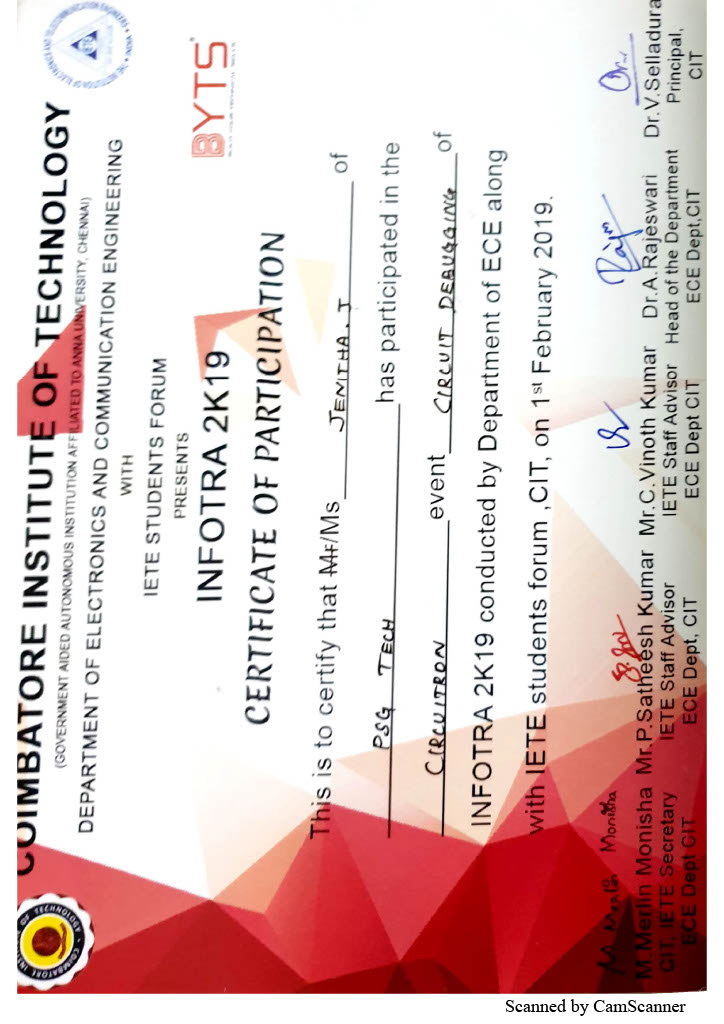 COIMBATORE INSTITUTE OF TECHNOLOGY
(GOVERNMENT AIDED AUTONOMOUS INSTITUTION AFFILIATED TO ANNA UNIVERSITY, CHENNAI)
DEPARTMENT OF ELECTRONICS AND COMMUNICATION ENGINEERING
WITH
IETE STUDENTS FORUM
PRESENTS
BYTS
INFOTRA 2K19
CERTIFICATE OF PARTICIPATION
This is to certify that Mr/Ms JENITHA. J of
PSG TECH has participated in the
CIRCUITRON event CIRCUIT DEBUGGING of
INFOTRA 2K19 conducted by Department of ECE along
with IETE students forum ,CIT, on 1st February 2019.
M. Merlin Monisha
M.Merlin Monisha Mr.P.Satheesh Kumar Mr.C.Vinoth Kumar Dr.A.Rajeswari Dr.V.Selladura
CIT, IETE Secretary IETE Staff Advisor IETE Staff Advisor Head of the Department Principal,
ECE Dept CIT ECE Dept, CIT ECE Dept CIT ECE Dept,CIT CIT
Scanned by CamScanner